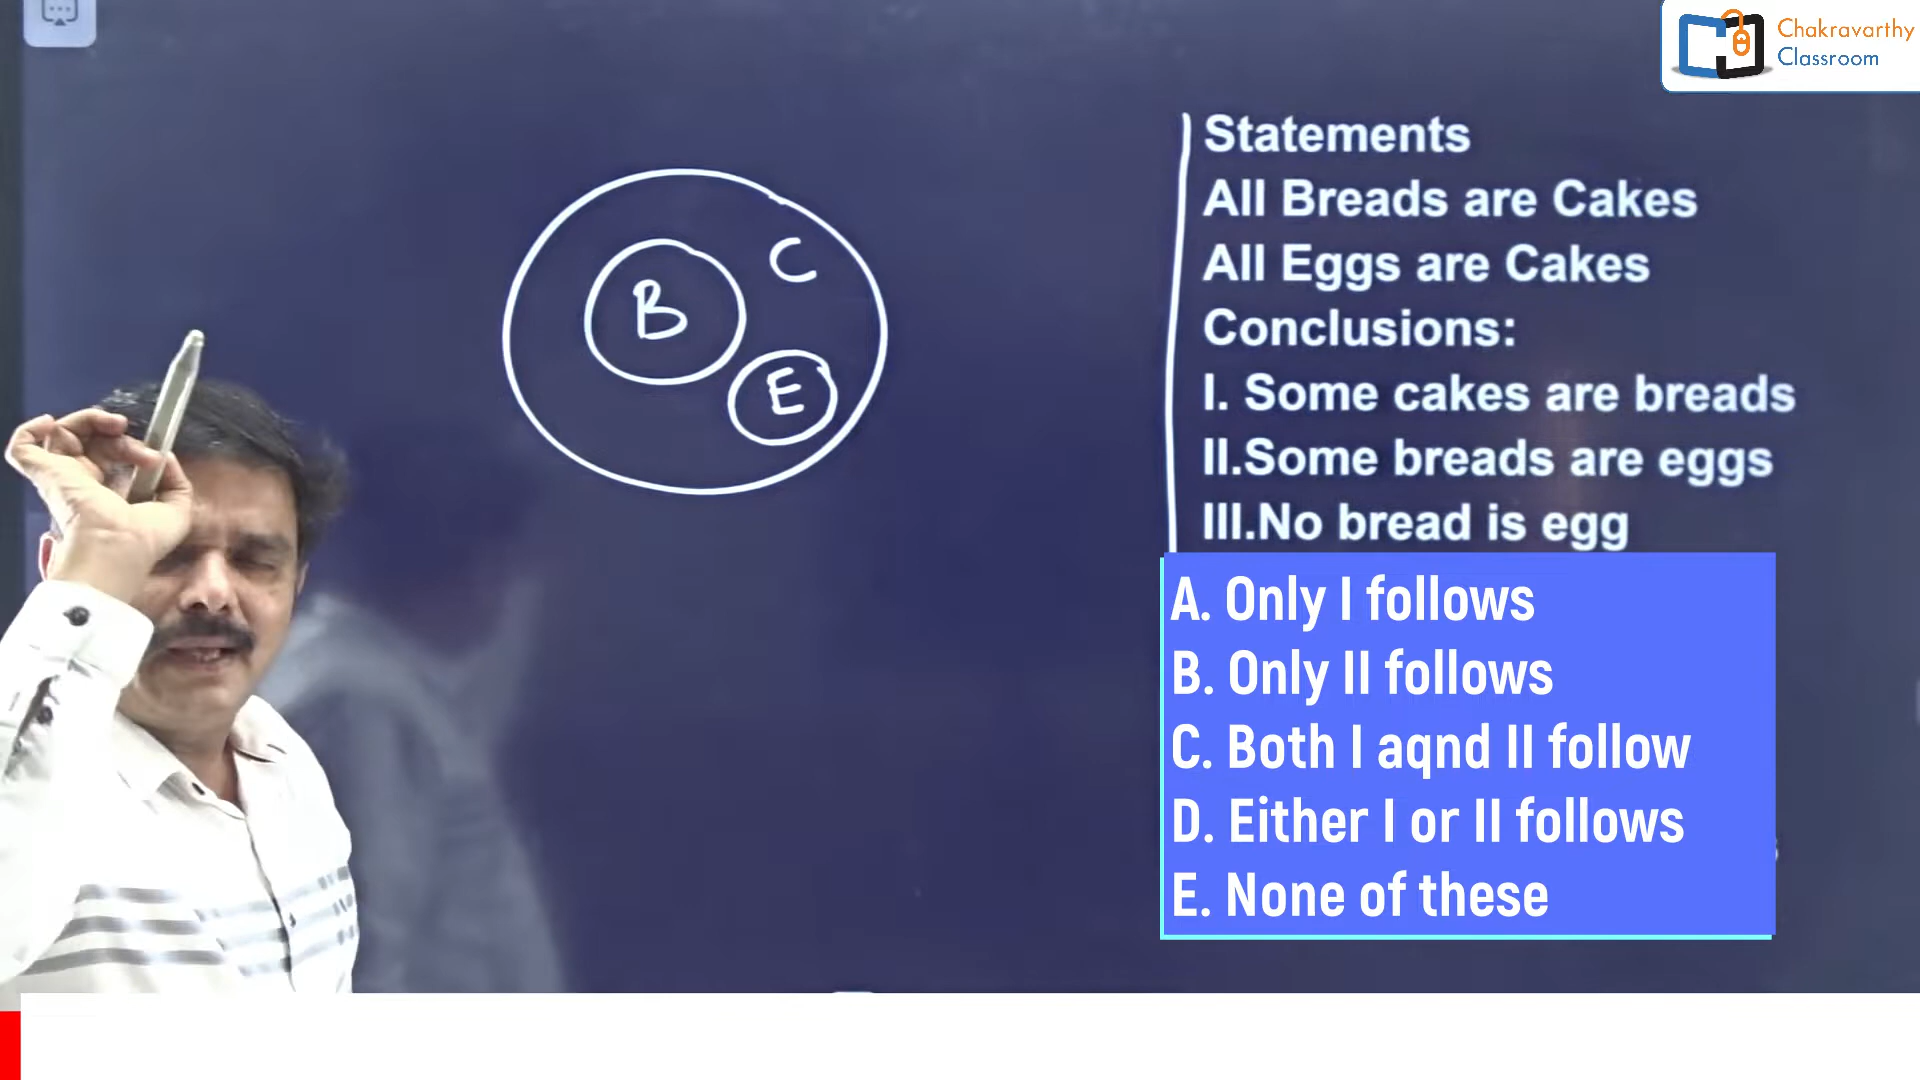 Chakravarthy
Classroom
Statements
All Breads are Cakes
All Eggs are Cakes
Conclusions:
I. Some cakes are breads
II.Some breads are eggs
III.No bread is egg
B
C
E
A. Only I follows
B. Only II follows
C. Both I aqnd II follow
D. Either I or II follows
E. None of these